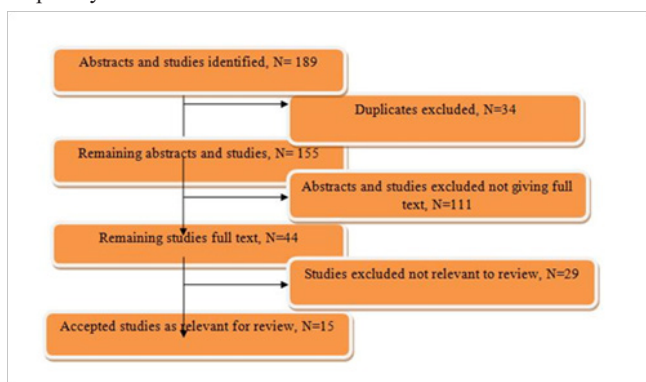 Abstracts and studies identified, N= 189
Duplicates excluded, N=34
Remaining abstracts and studies, N= 155
Abstracts and studies excluded not giving full
text, N=111
Remaining studies full text, N=44
Studies excluded not relevant to review, N=29
Accepted studies as relevant for review, N=15